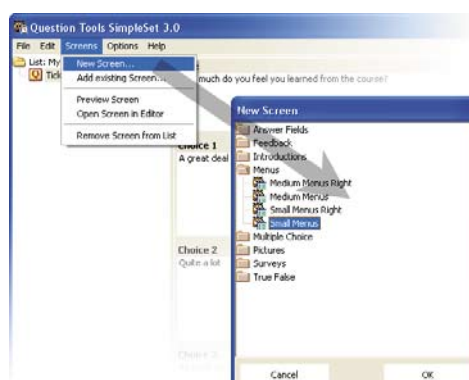 Question Tools SimpleSet 3.0
File Edit Screens Options Help
List: My
Tick
New Screen...
Add existing Screen...
Preview Screen
Open Screen in Editor
Remove Screen from List
much do you feel you learned from the course?
Choice 1
A great deal
Choice 2
Quite a lot
Choice 3
New Screen
Answer Fields
Feedback
Introductions
Menus
Medium Menus Right
Medium Menus
Small Menus Right
Small Menus
Multiple Choice
Pictures
Surveys
True False
Cancel OK